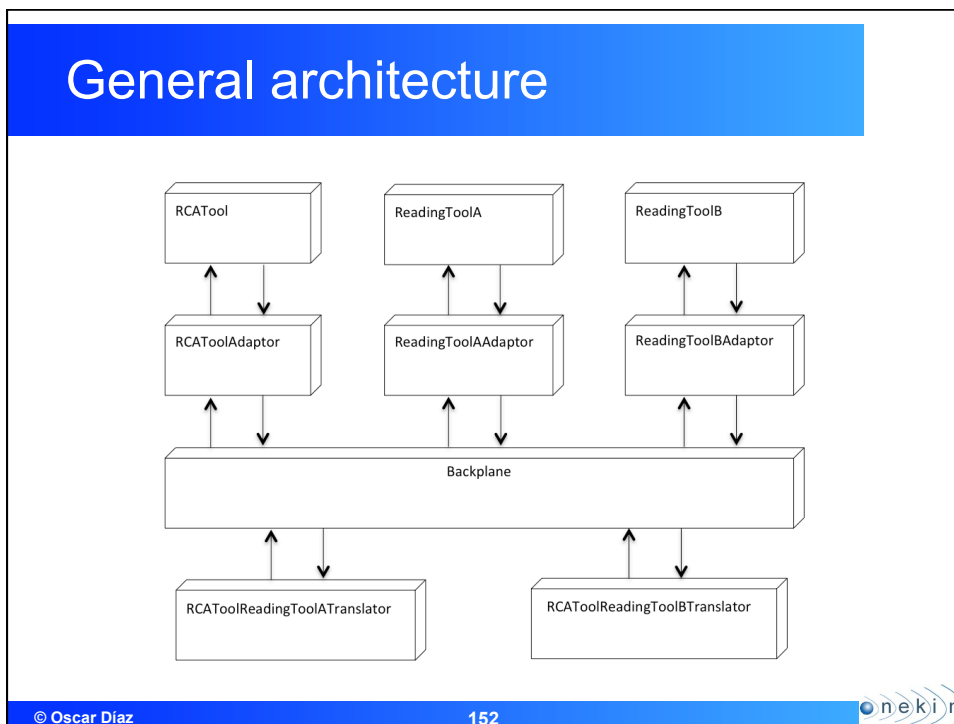 General architecture
RCATool
ReadingToolA
ReadingToolB
RCAToolAdaptor
ReadingToolAAdaptor
ReadingToolBAdaptor
Backplane
RCAToolReadingToolATranslator
RCAToolReadingToolBTranslator
© Oscar Díaz
152